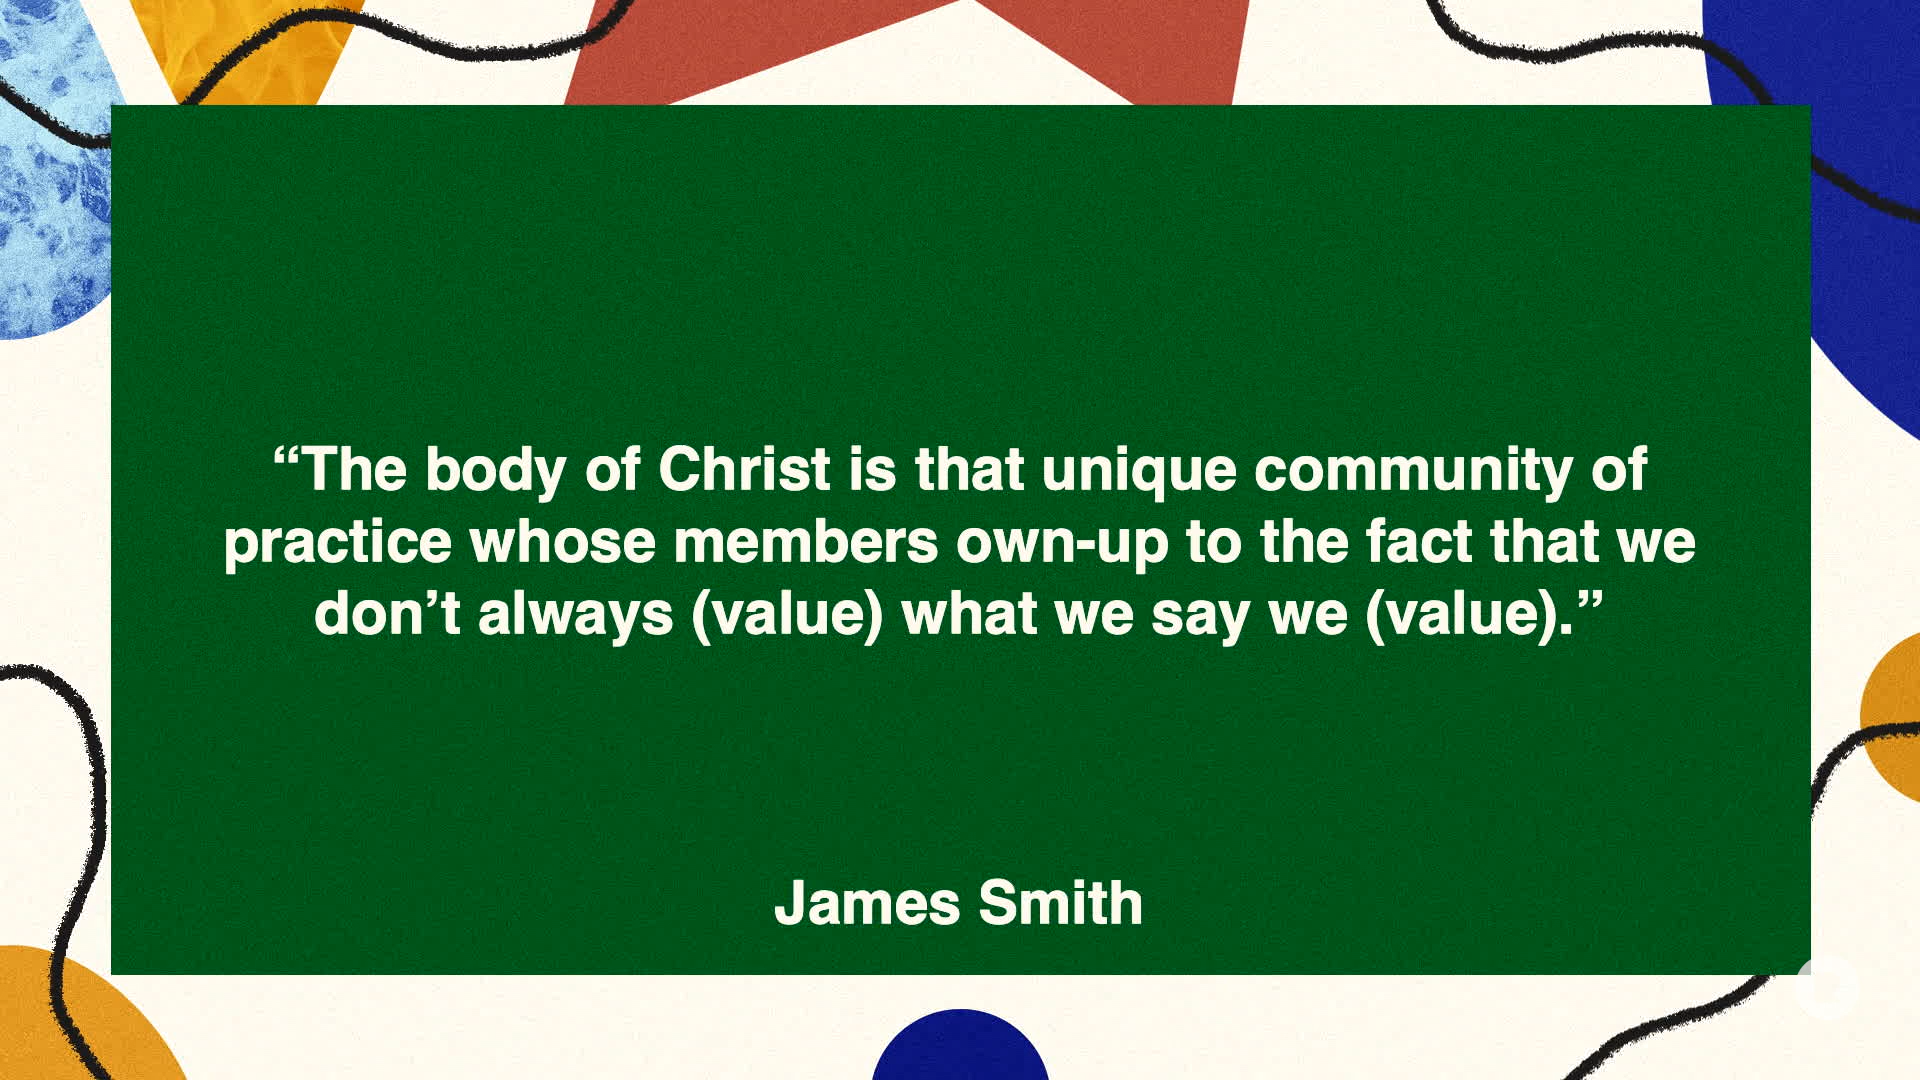 “The body of Christ is that unique community of
practice whose members own-up to the fact that we
don’t always (value) what we say we (value).”
James Smith